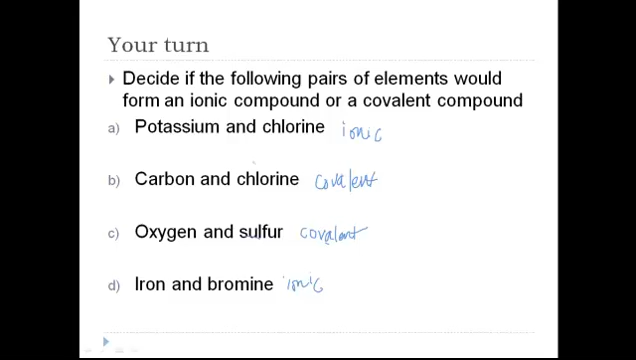 Your turn
Decide if the following pairs of elements would
form an ionic compound or a covalent compound
a) Potassium and chlorine ionic
b) Carbon and chlorine covalent
c) Oxygen and sulfur covalent
d) Iron and bromine ionic